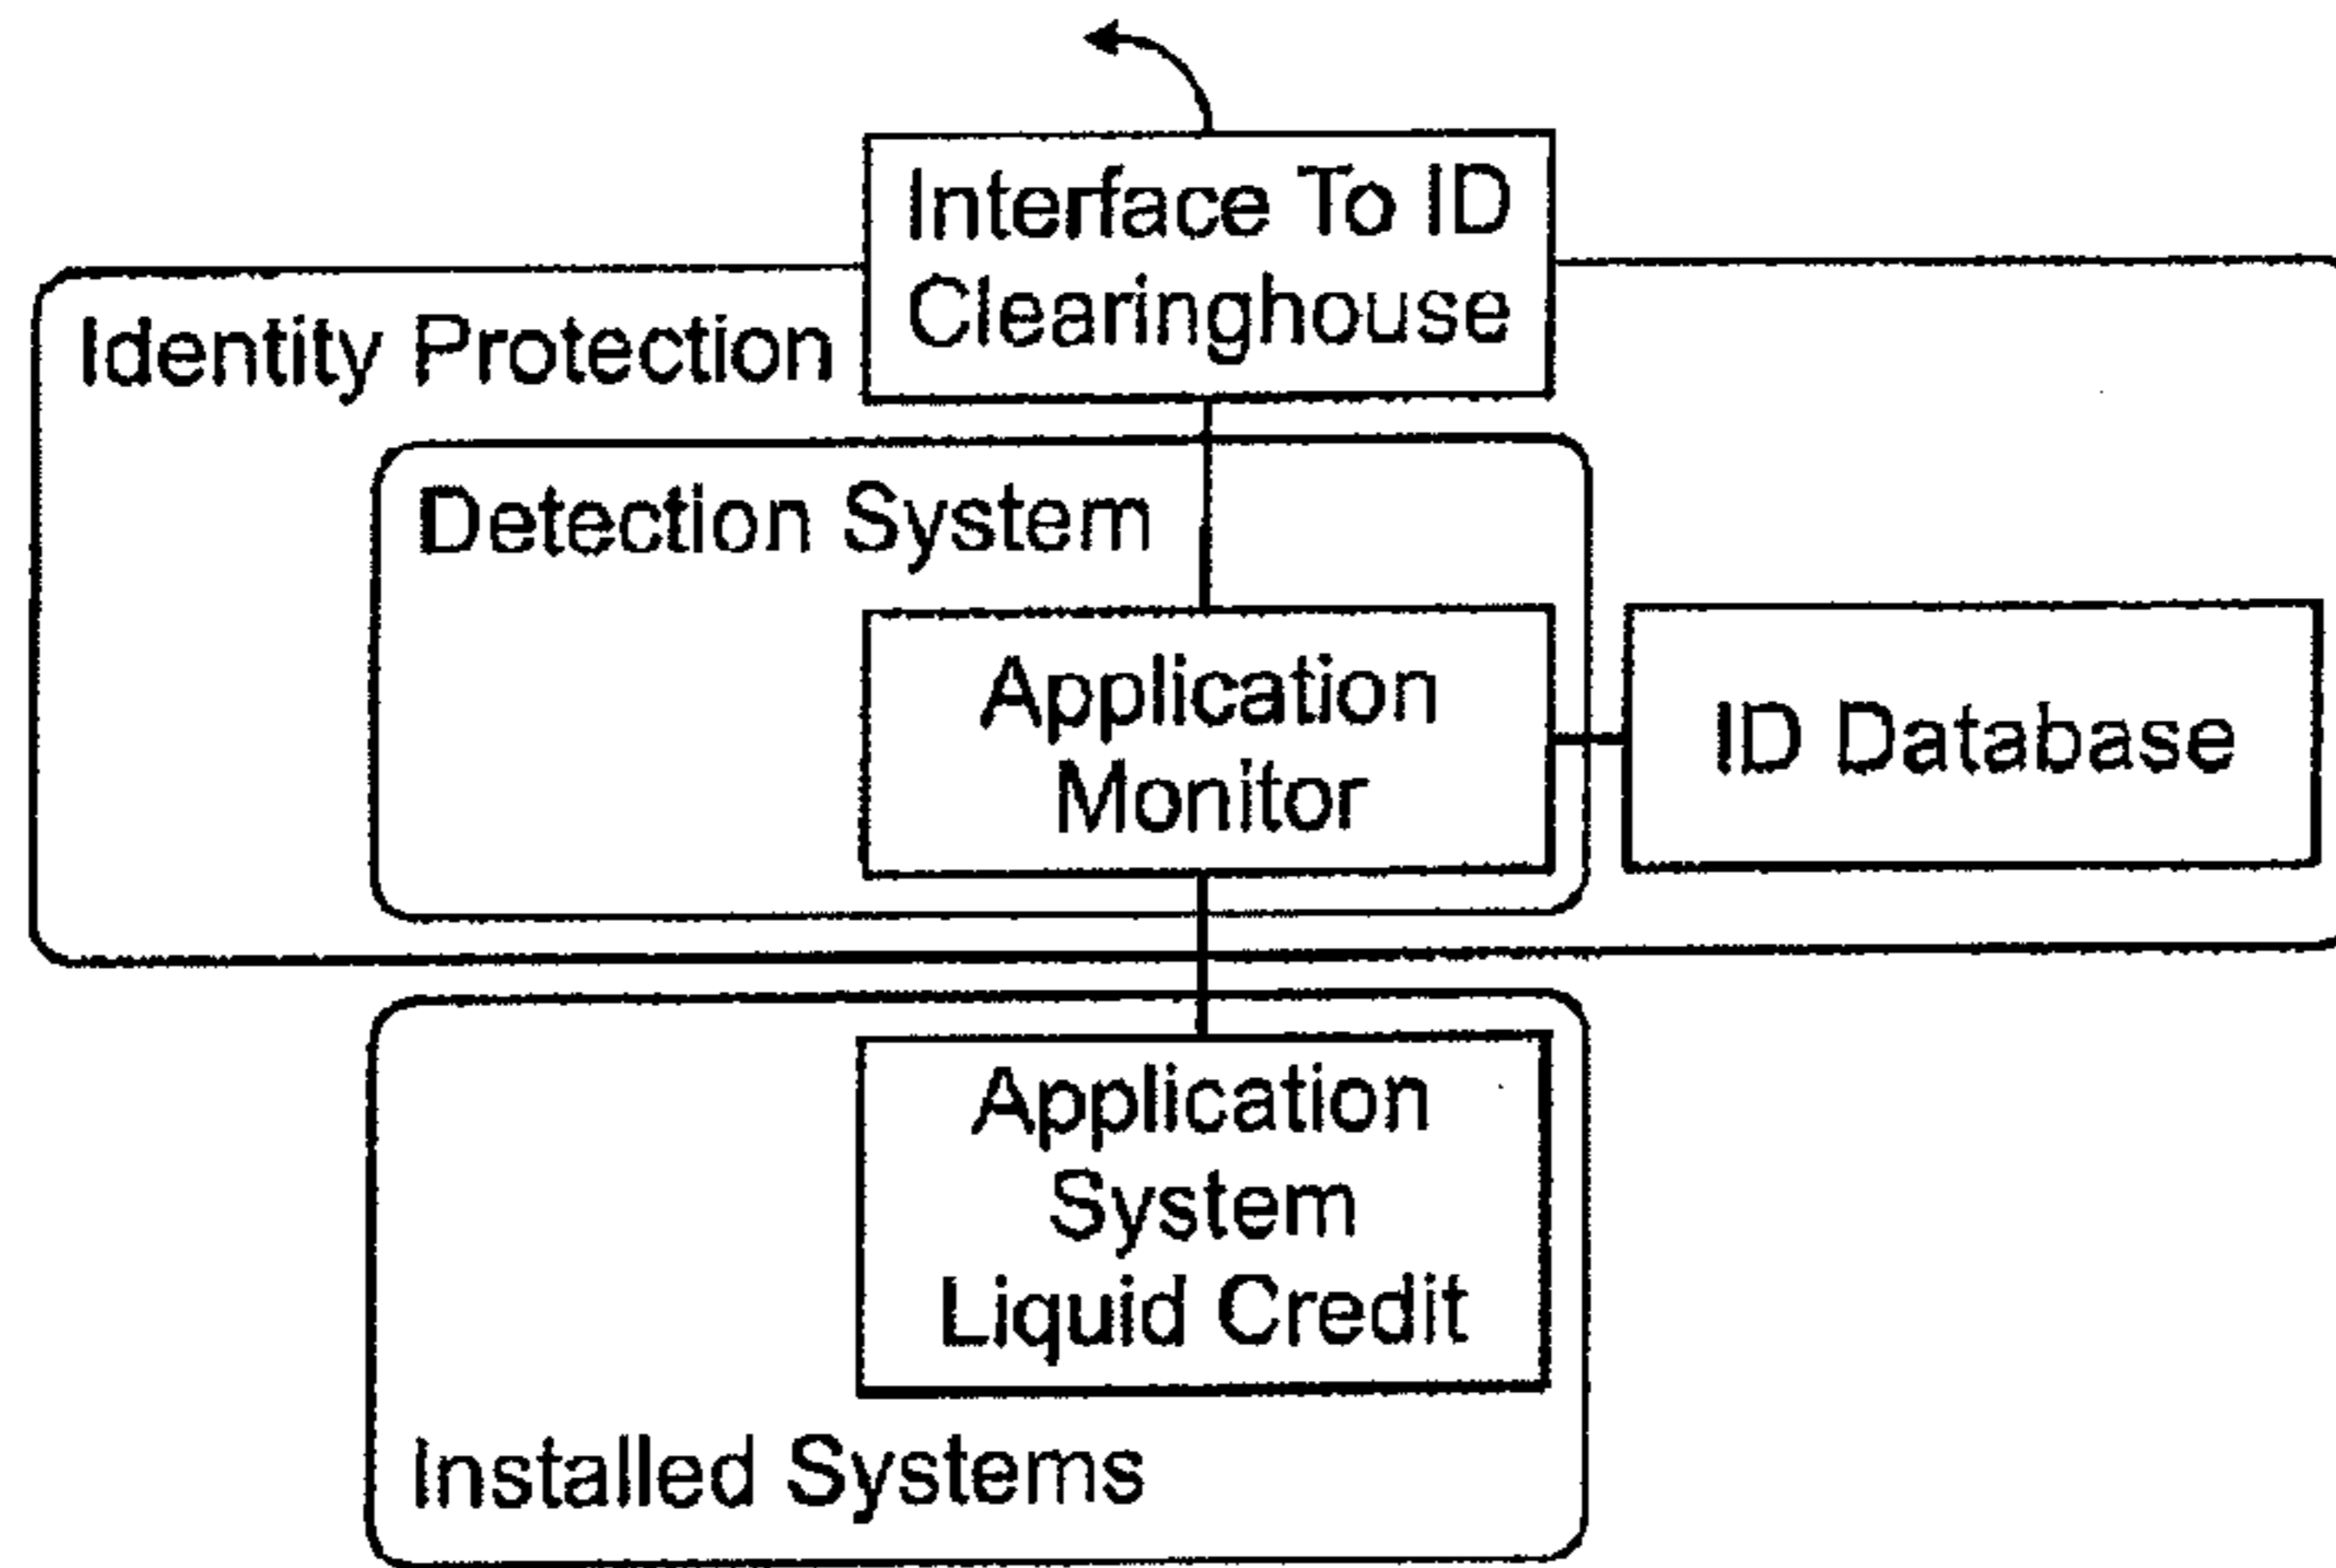 Interface To ID
Clearinghouse
Identity Protection
Detection System
Application
Monitor
ID Database
Application
System
Liquid Credit
Installed Systems